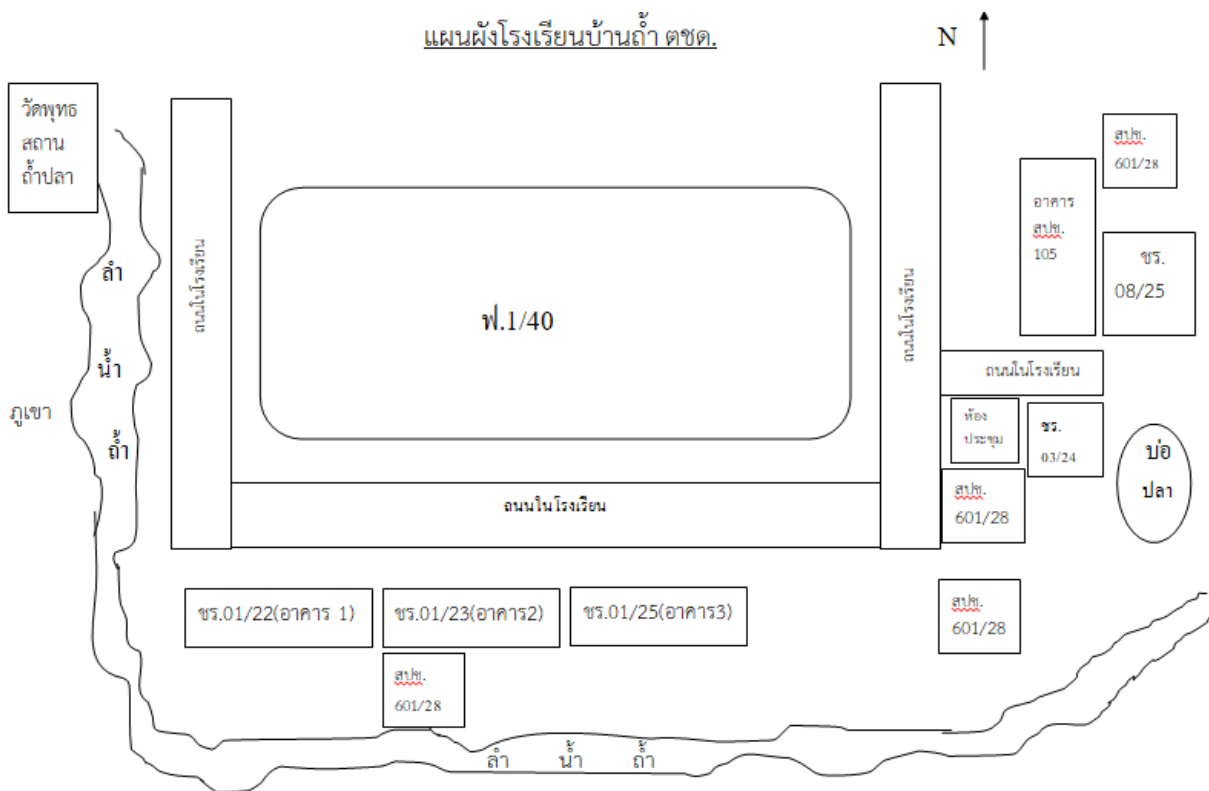 แผนผังโรงเรียนบ้านถ้ำ ตชด.
N
วัดพุทธ
สถาน
ถ้ำปลา
สปช.
601/28
อาคาร
สปช.
105
ชร.
08/25
ลำ
น้ำ
ถ้ำ
ภูเขา
ถนนในโรงเรียน
ฟ.1/40
ถนนในโรงเรียน
ถนนในโรงเรียน
ห้อง
ประชุม
ชร.
03/24
บ่อ
ปลา
สปช.
601/28
ถนนในโรงเรียน
ชร.01/22(อาคาร 1)
ชร.01/23(อาคาร2)
ชร.01/25(อาคาร3)
สปช.
601/28
สปช.
601/28
ลำ น้ำ ถ้ำ